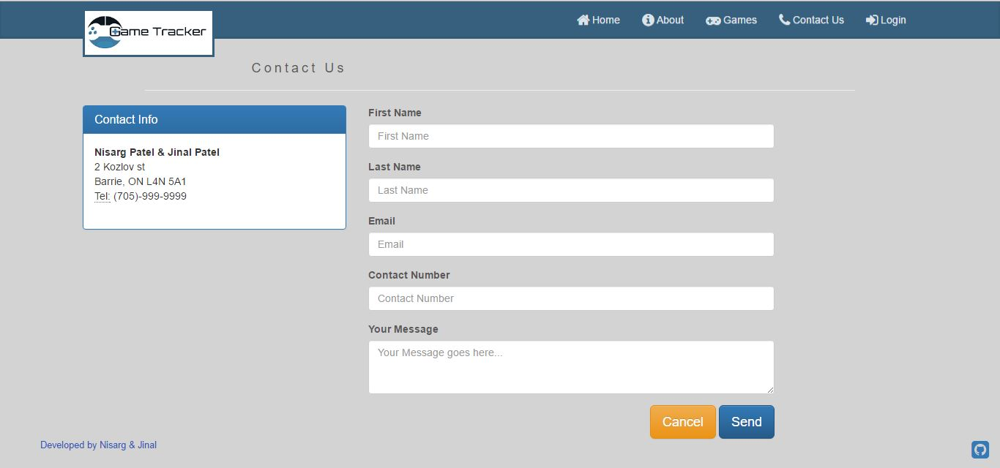 Game Tracker
Home
About
Games
Contact Us
Login
Contact Us
Contact Info
Nisarg Patel & Jinal Patel
2 Kozlov st
Barrie, ON L4N 5A1
Tel: (705)-999-9999
First Name
First Name
Last Name
Last Name
Email
Email
Contact Number
Contact Number
Your Message
Your Message goes here...
Cancel
Send
Developed by Nisarg & Jinal